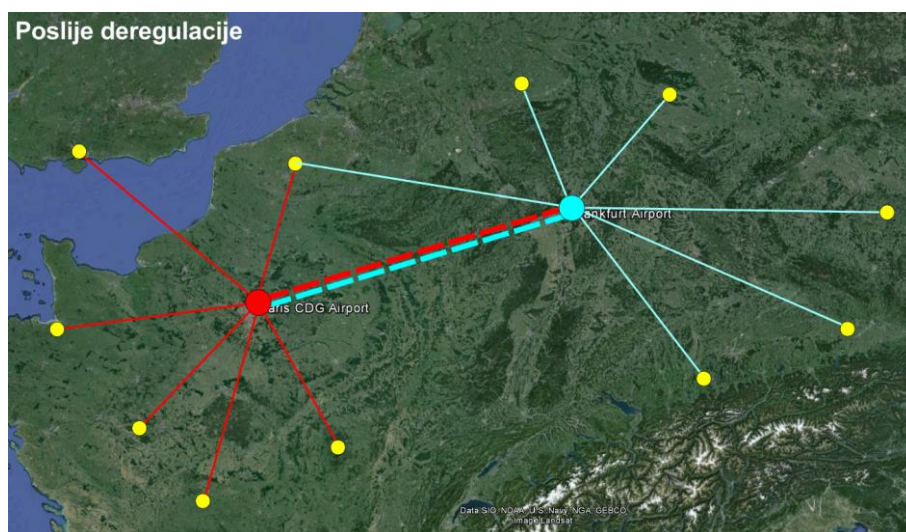 Poslije deregulacije
ankfurt Airport
aris CDG Airport
Data SIO, NOAA, U.S. Navy, NGA, GEBCO
Image Landsat